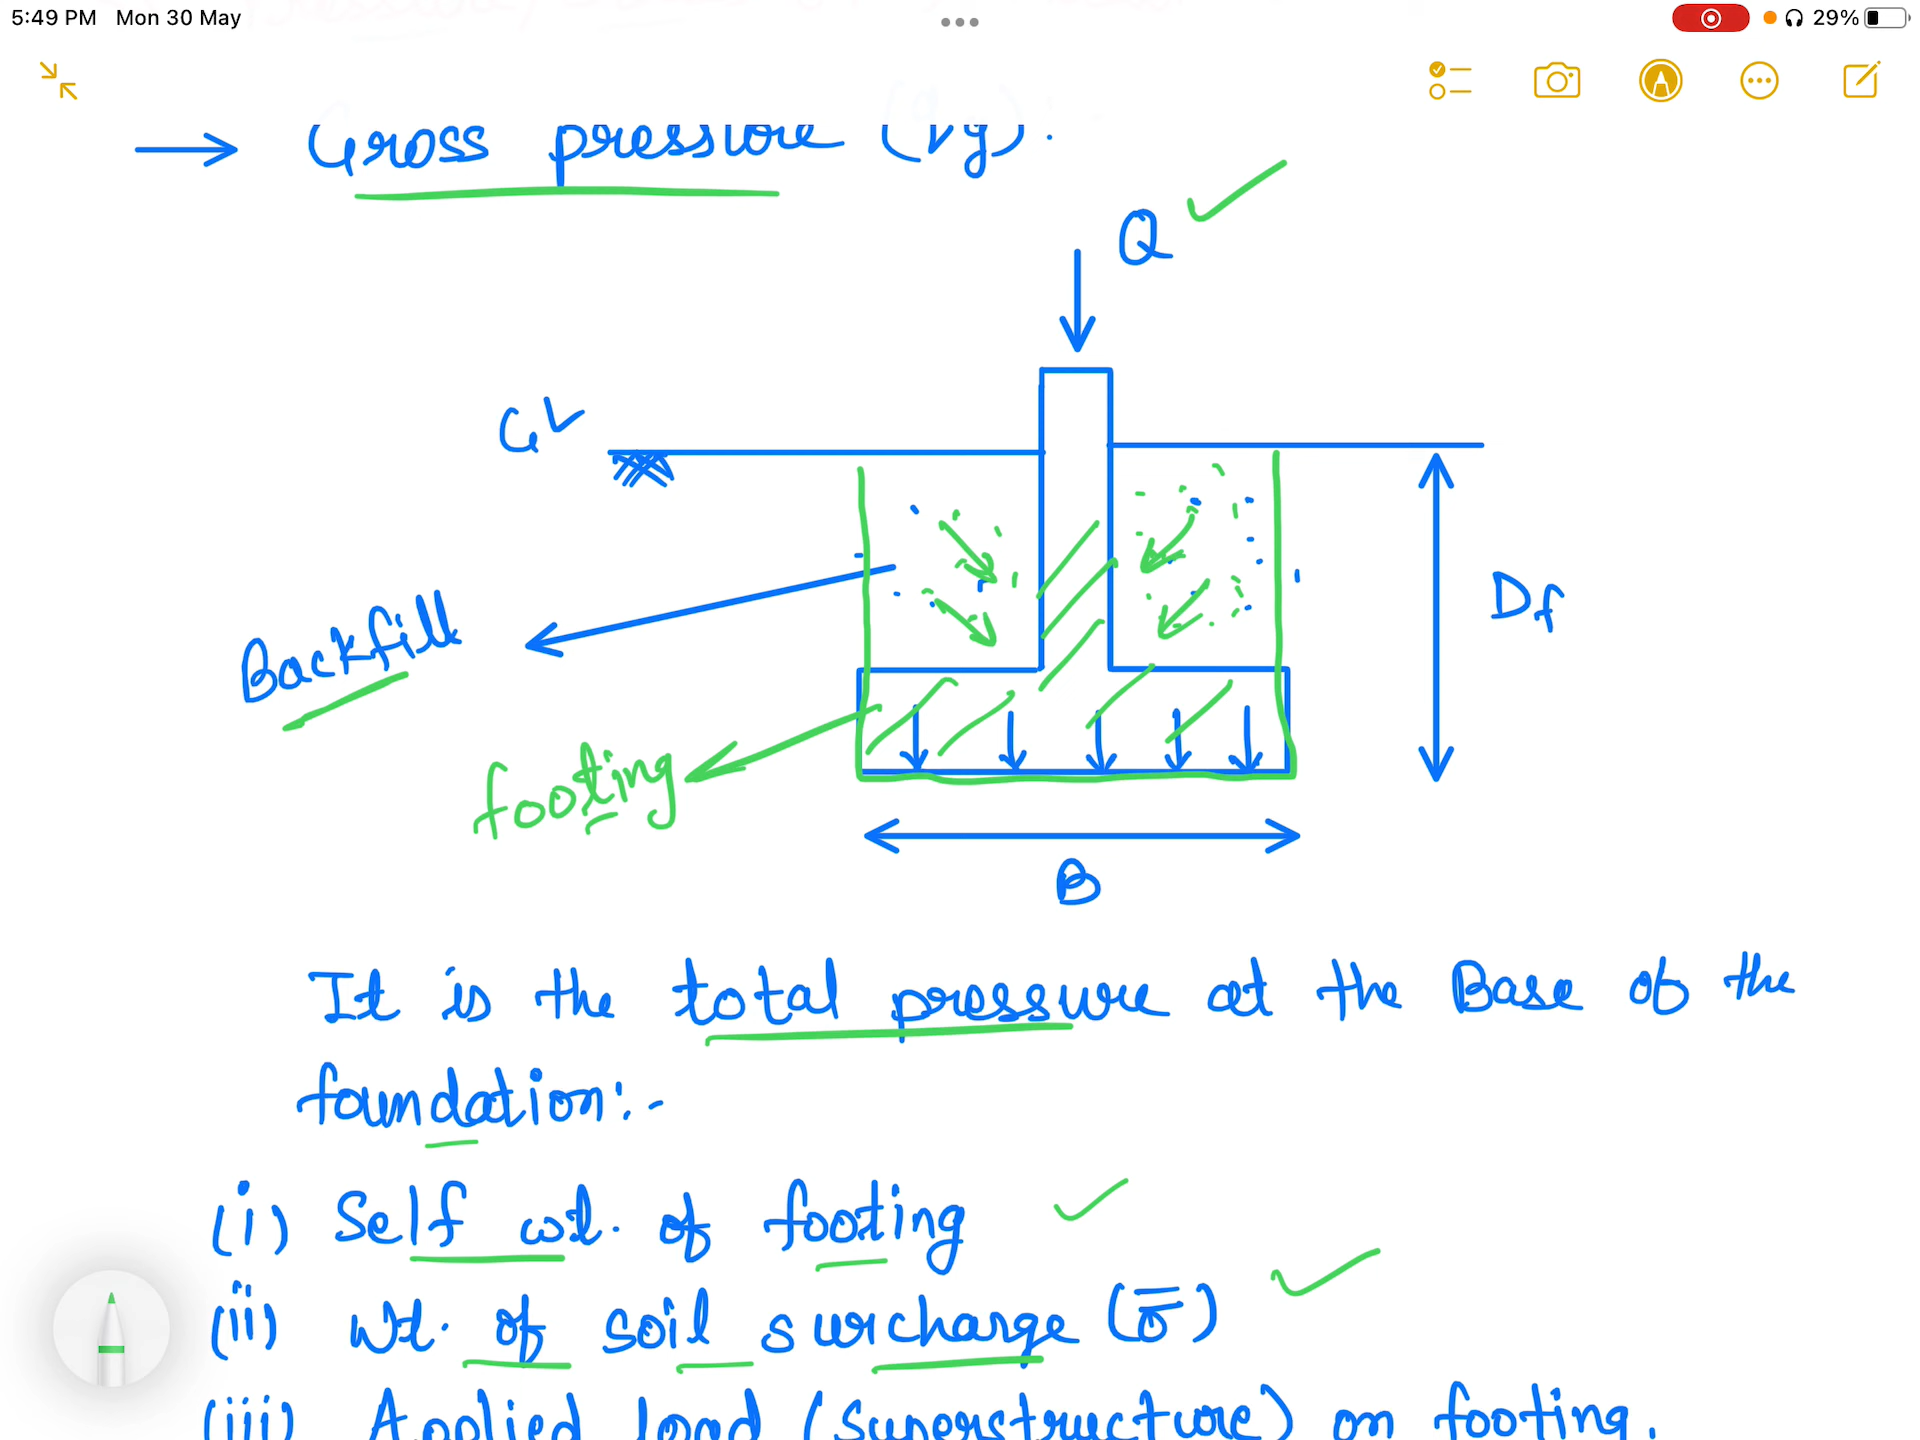 5:49 PM Mon 30 May
29%
→ Gross pressure (qg):
Q
GL
Backfill
Df
footing
B
It is the total pressure at the Base of the
foundation:-
(i) Self wt. of footing
(ii) Wt. of soil surcharge (σ̅)
(iii) Applied load (superstructure) on footing.